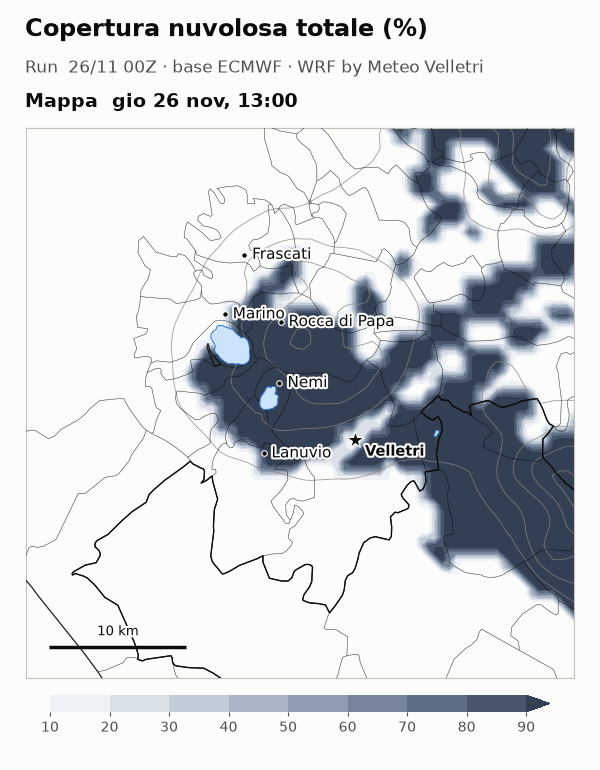 Copertura nuvolosa totale (%)
Run  26/11 00Z · base ECMWF · WRF by Meteo Velletri
Mappa  gio 26 nov, 13:00
Frascati
Marino
Rocca di Papa
Nemi
Lanuvio
Velletri
10 km
10 20 30 40 50 60 70 80 90